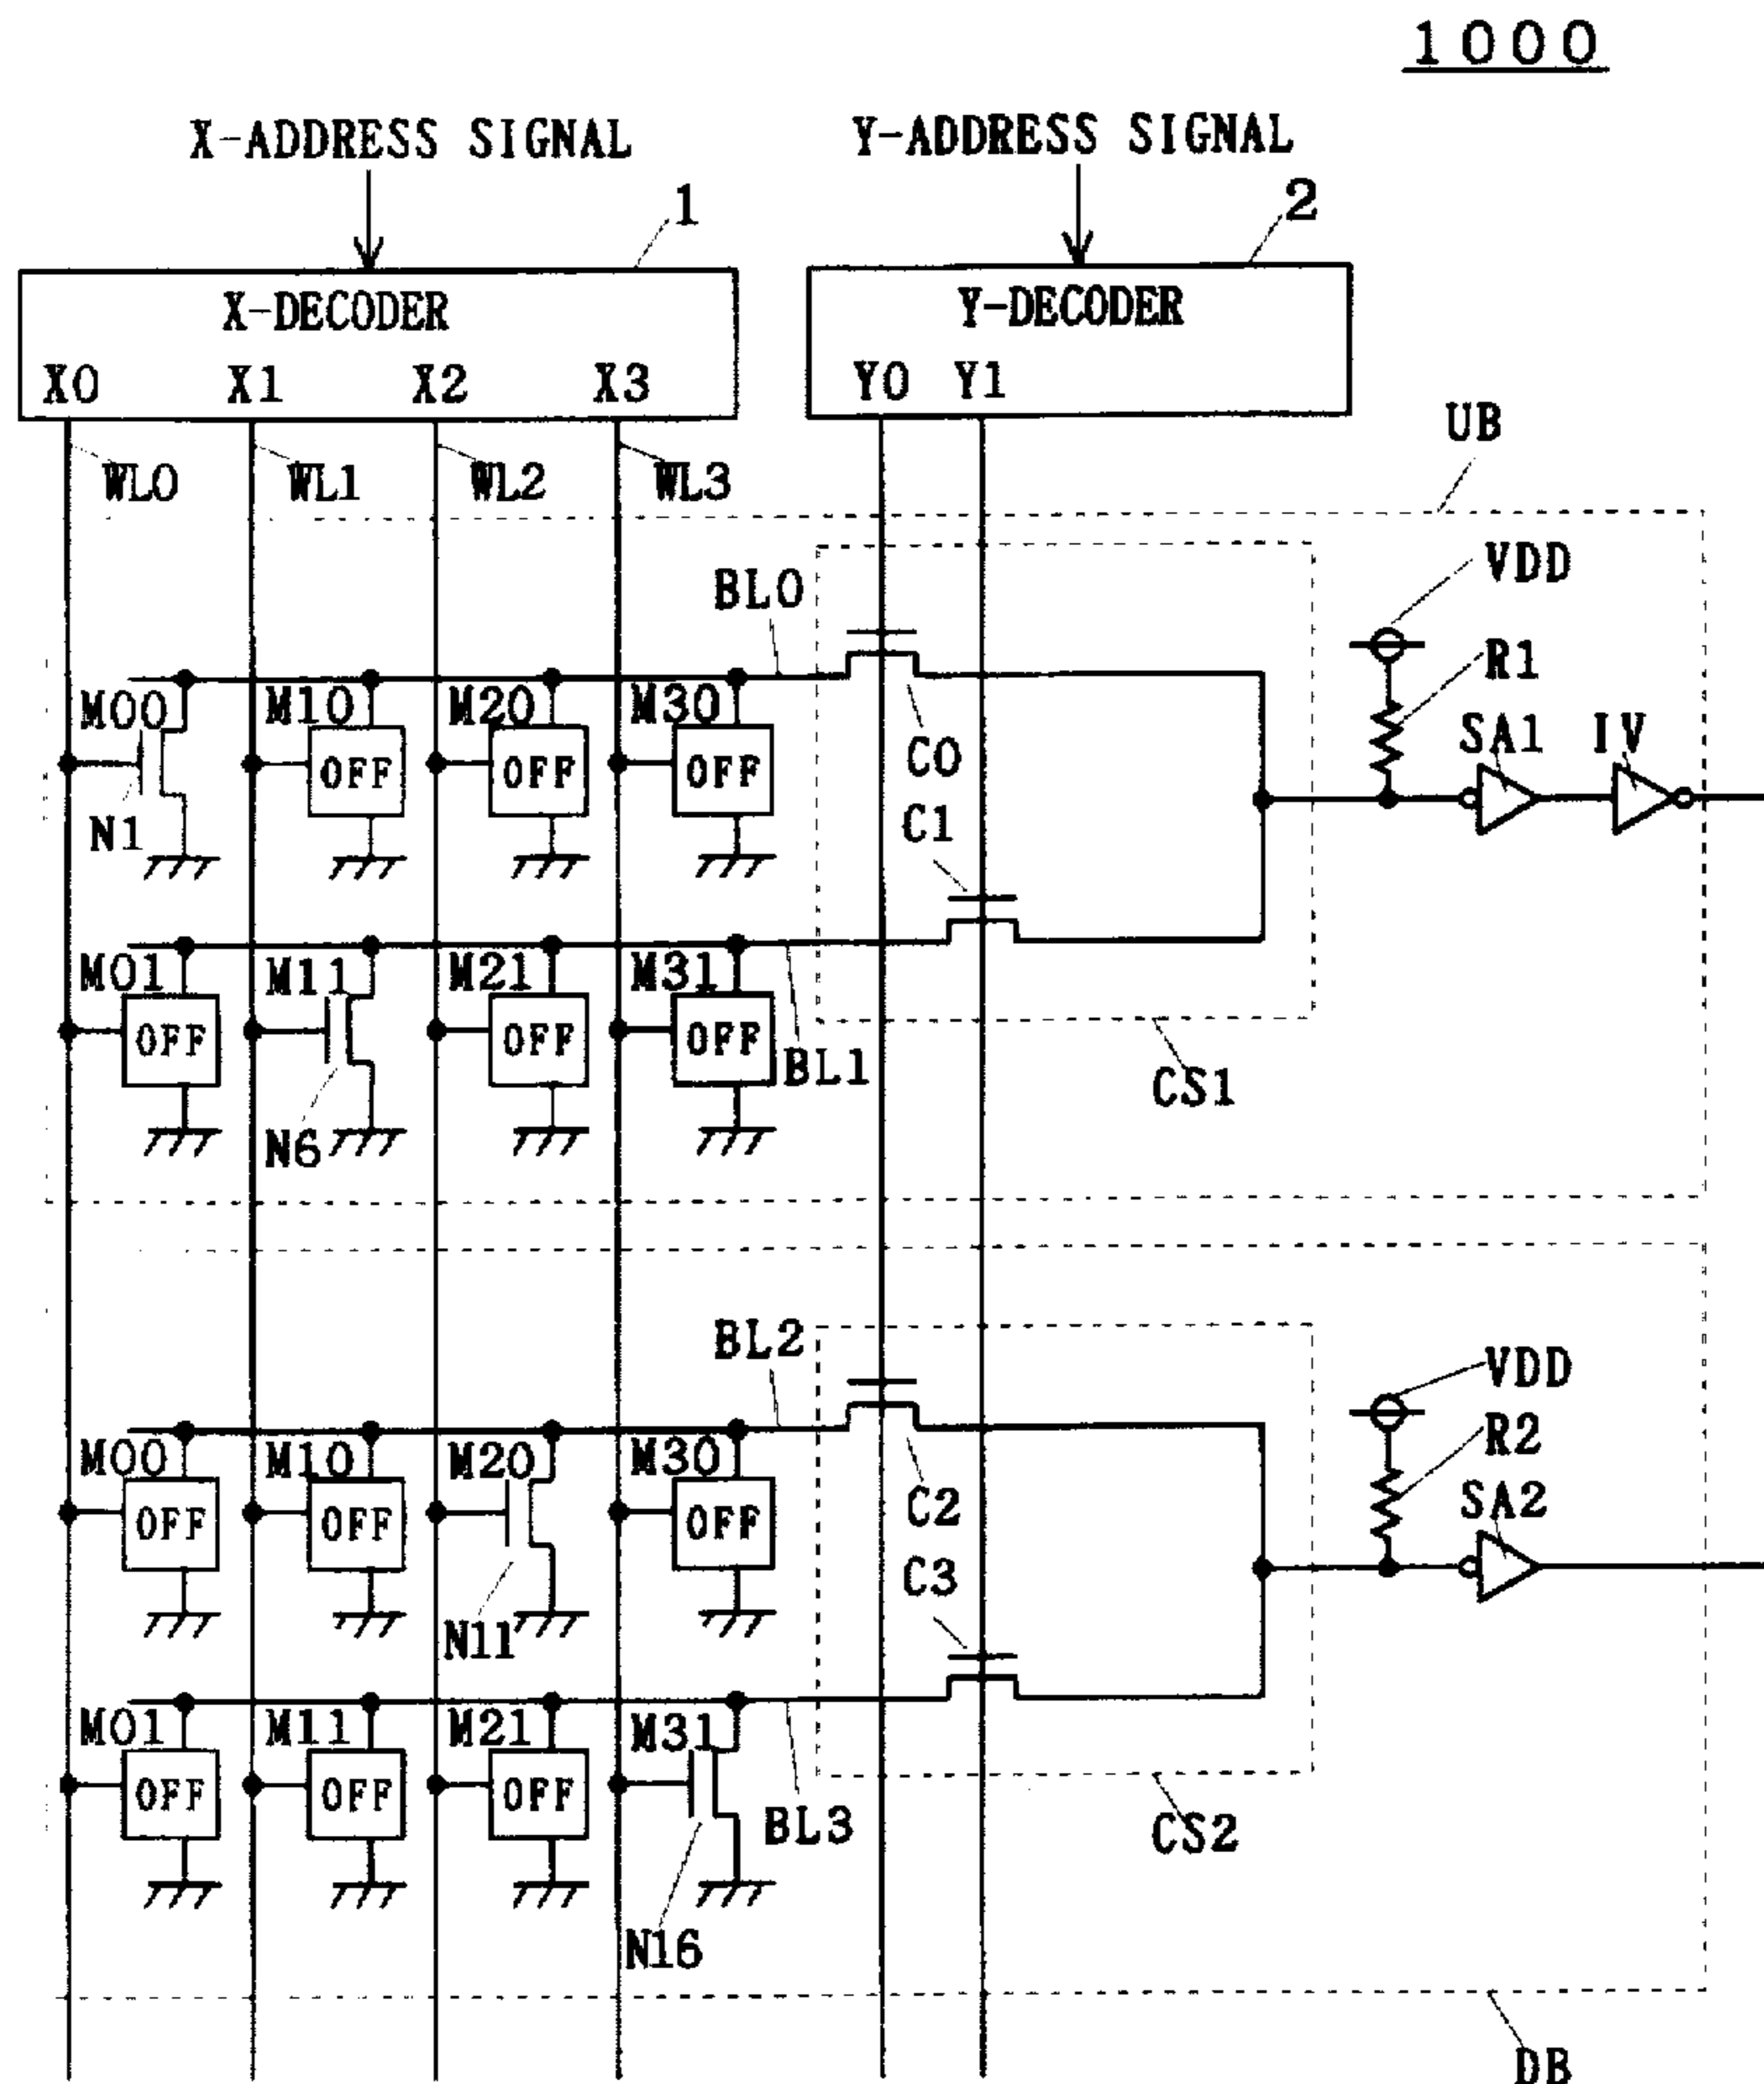 1000
X-ADDRESS SIGNAL Y-ADDRESS SIGNAL
1 2
X-DECODER Y-DECODER
X0 X1 X2 X3 Y0 Y1
UB
WL0 WL1 WL2 WL3
VDD
BL0
R1
M00 M10 M20 M30
SA1 IV
OFF OFF OFF
C0
N1
C1
M01 M11 M21 M31
OFF OFF OFF
BL1
CS1
N6
BL2
VDD
M00 M10 M20 M30
R2
SA2
OFF OFF OFF
C2
C3
N11
M01 M11 M21 M31
OFF OFF OFF
BL3
CS2
N16
DB